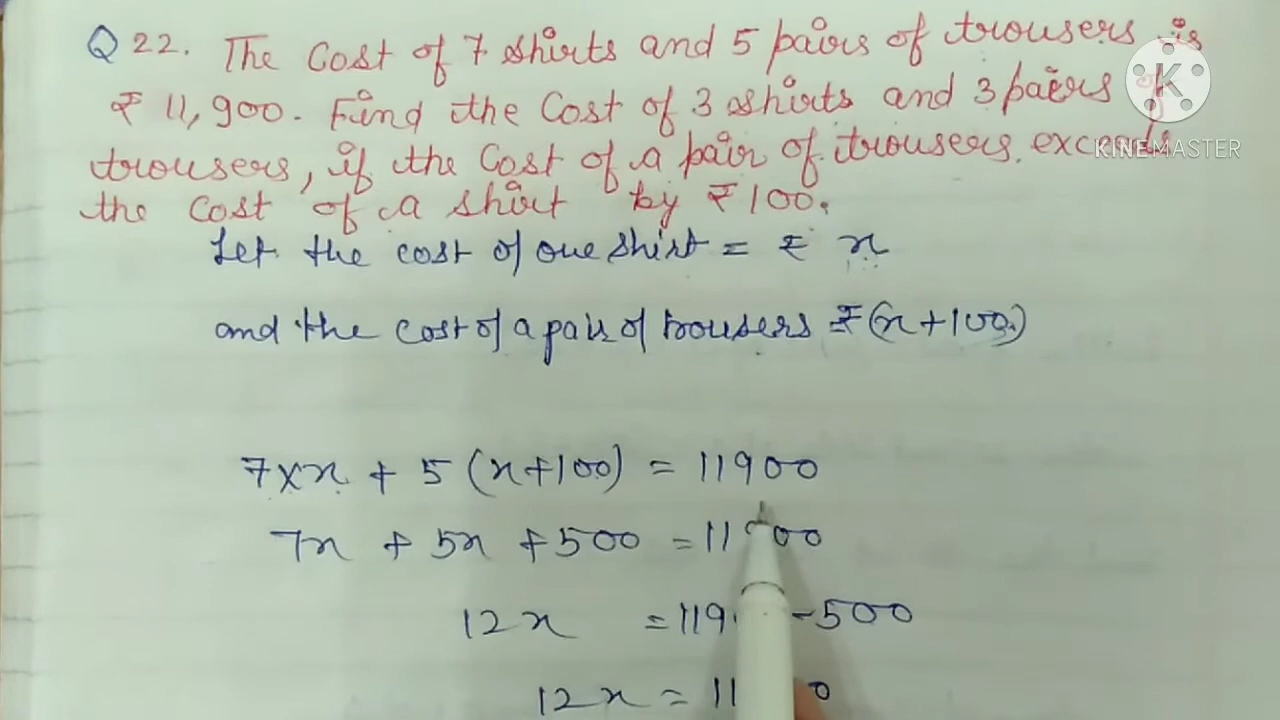 Q 22. The Cost of 7 shirts and 5 pairs of trousers is
₹ 11,900. Find the Cost of 3 shirts and 3 pairs of
trousers, if the Cost of a pair of trousers exceeds
the Cost of a shirt by ₹ 100.
Let the cost of one shirt = ₹ x
and the cost of a pair of trousers = ₹ (x+100)
7 × x + 5 (x+100) = 11900
7x + 5x + 500 = 11900
12x = 119 - 500
12x = 11
K
KINEMASTER